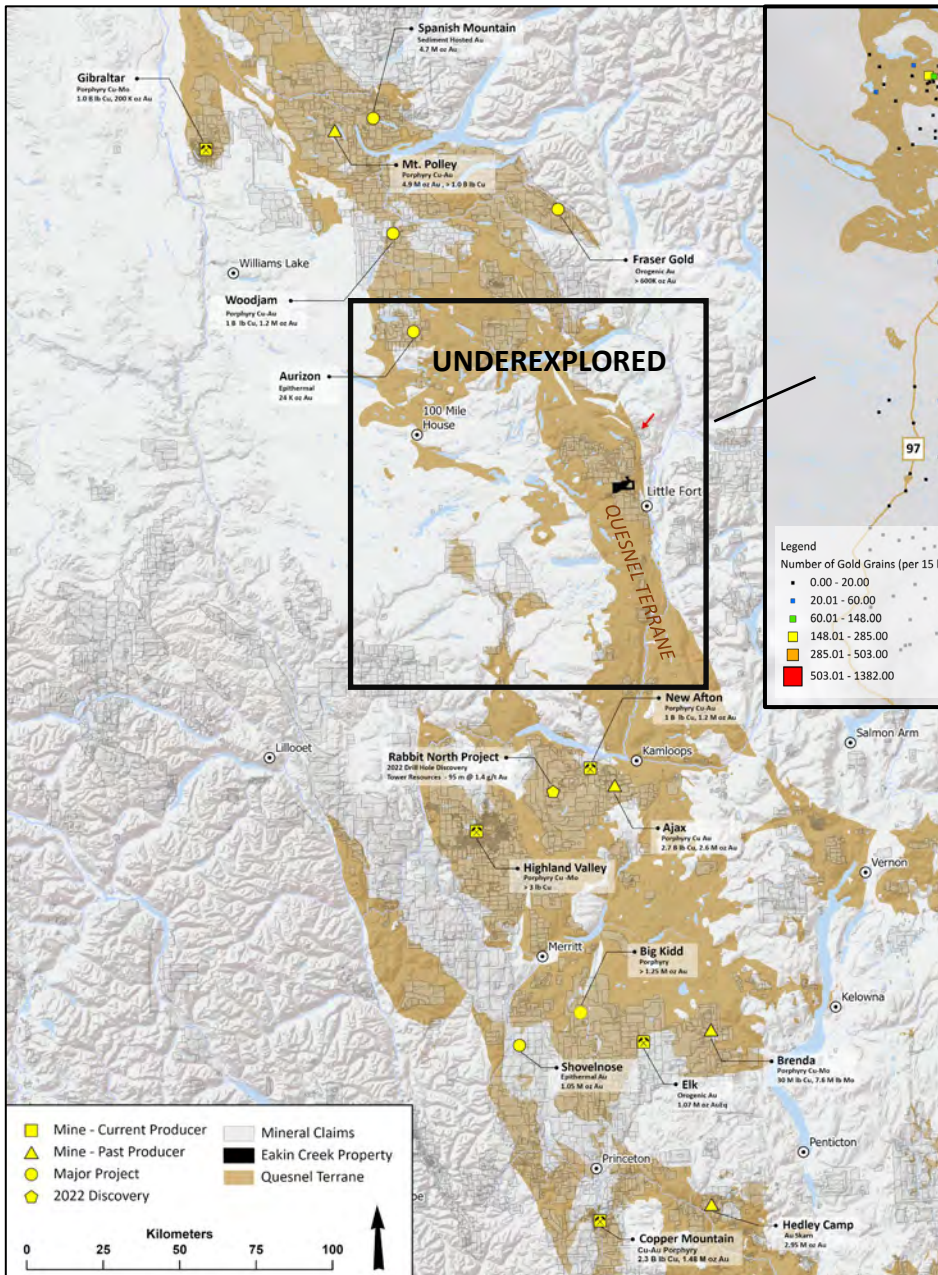 Spanish Mountain
Sediment Hosted Au
4.7 M oz Au
Gibraltar
Porphyry Cu-Mo
1.0 B lb Cu, 200 K oz Au
Mt. Polley
Porphyry Cu-Au
4.9 M oz Au , > 1.0 B lb Cu
Fraser Gold
Orogenic Au
> 600K oz Au
Williams Lake
Woodjam
Porphyry Cu-Au
1 B lb Cu, 1.2 M oz Au
UNDEREXPLORED
Aurizon
Epithermal
24 K oz Au
100 Mile
House
Little Fort
QUESNEL TERRANE
97
Legend
Number of Gold Grains (per 15
0.00 - 20.00
20.01 - 60.00
60.01 - 148.00
148.01 - 285.00
285.01 - 503.00
503.01 - 1382.00
New Afton
Porphyry Cu-Au
1 B lb Cu, 1.2 M oz Au
Salmon Arm
Lillooet
Kamloops
Rabbit North Project
2022 Drill Hole Discovery
Tower Resources - 95 m @ 1.4 g/t Au
Ajax
Porphyry Cu Au
2.7 B lb Cu, 2.6 M oz Au
Highland Valley
Porphyry Cu -Mo
> 3 lb Cu
Vernon
Merritt
Big Kidd
Porphyry
> 1.25 M oz Au
Kelowna
Shovelnose
Epithermal Au
1.05 M oz Au
Elk
Orogenic Au
1.07 M oz AuEq
Brenda
Porphyry Cu-Mo
30 M lb Cu, 7.6 M lb Mo
Penticton
Princeton
Hedley Camp
Au Skarn
2.95 M oz Au
Copper Mountain
Cu-Au Porphyry
2.3 B lb Cu, 1.48 M oz Au
Mine - Current Producer
Mine - Past Producer
Major Project
2022 Discovery
Mineral Claims
Eakin Creek Property
Quesnel Terrane
Kilometers
0 25 50 100